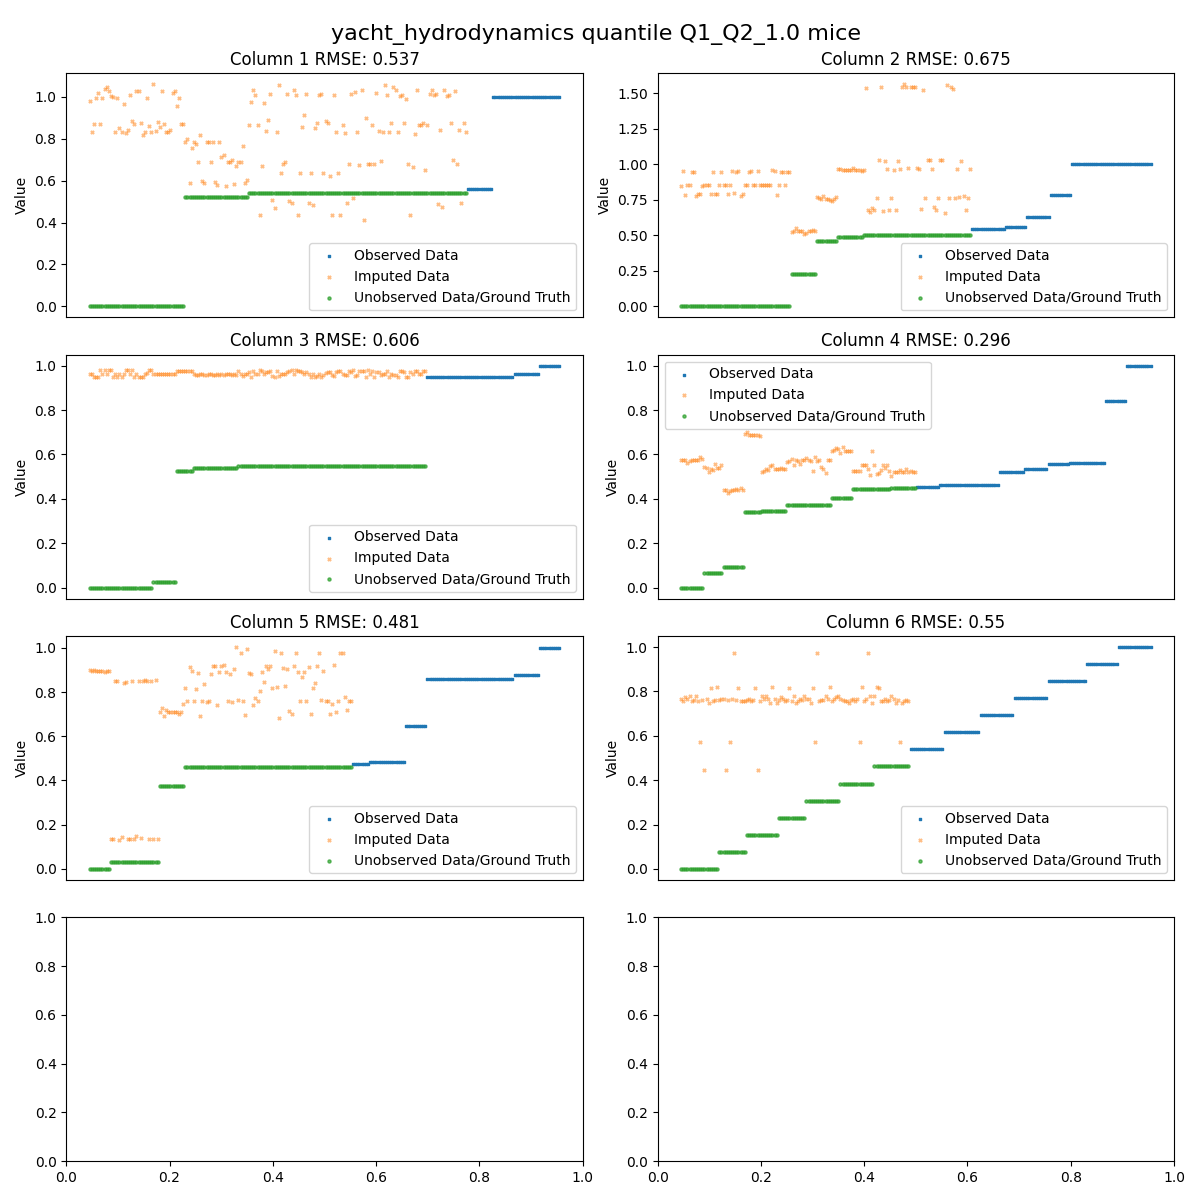 yacht_hydrodynamics quantile Q1_Q2_1.0 mice
Column 1 RMSE: 0.537
Value
1.0
0.8
0.6
0.4
0.2
0.0
Observed Data
Imputed Data
Unobserved Data/Ground Truth
Column 2 RMSE: 0.675
Value
1.50
1.25
1.00
0.75
0.50
0.25
0.00
Observed Data
Imputed Data
Unobserved Data/Ground Truth
Column 3 RMSE: 0.606
Value
1.0
0.8
0.6
0.4
0.2
0.0
Observed Data
Imputed Data
Unobserved Data/Ground Truth
Column 4 RMSE: 0.296
Value
1.0
0.8
0.6
0.4
0.2
0.0
Observed Data
Imputed Data
Unobserved Data/Ground Truth
Column 5 RMSE: 0.481
Value
1.0
0.8
0.6
0.4
0.2
0.0
Observed Data
Imputed Data
Unobserved Data/Ground Truth
Column 6 RMSE: 0.55
Value
1.0
0.8
0.6
0.4
0.2
0.0
Observed Data
Imputed Data
Unobserved Data/Ground Truth
1.0
0.8
0.6
0.4
0.2
0.0
0.0 0.2 0.4 0.6 0.8 1.0
1.0
0.8
0.6
0.4
0.2
0.0
0.0 0.2 0.4 0.6 0.8 1.0